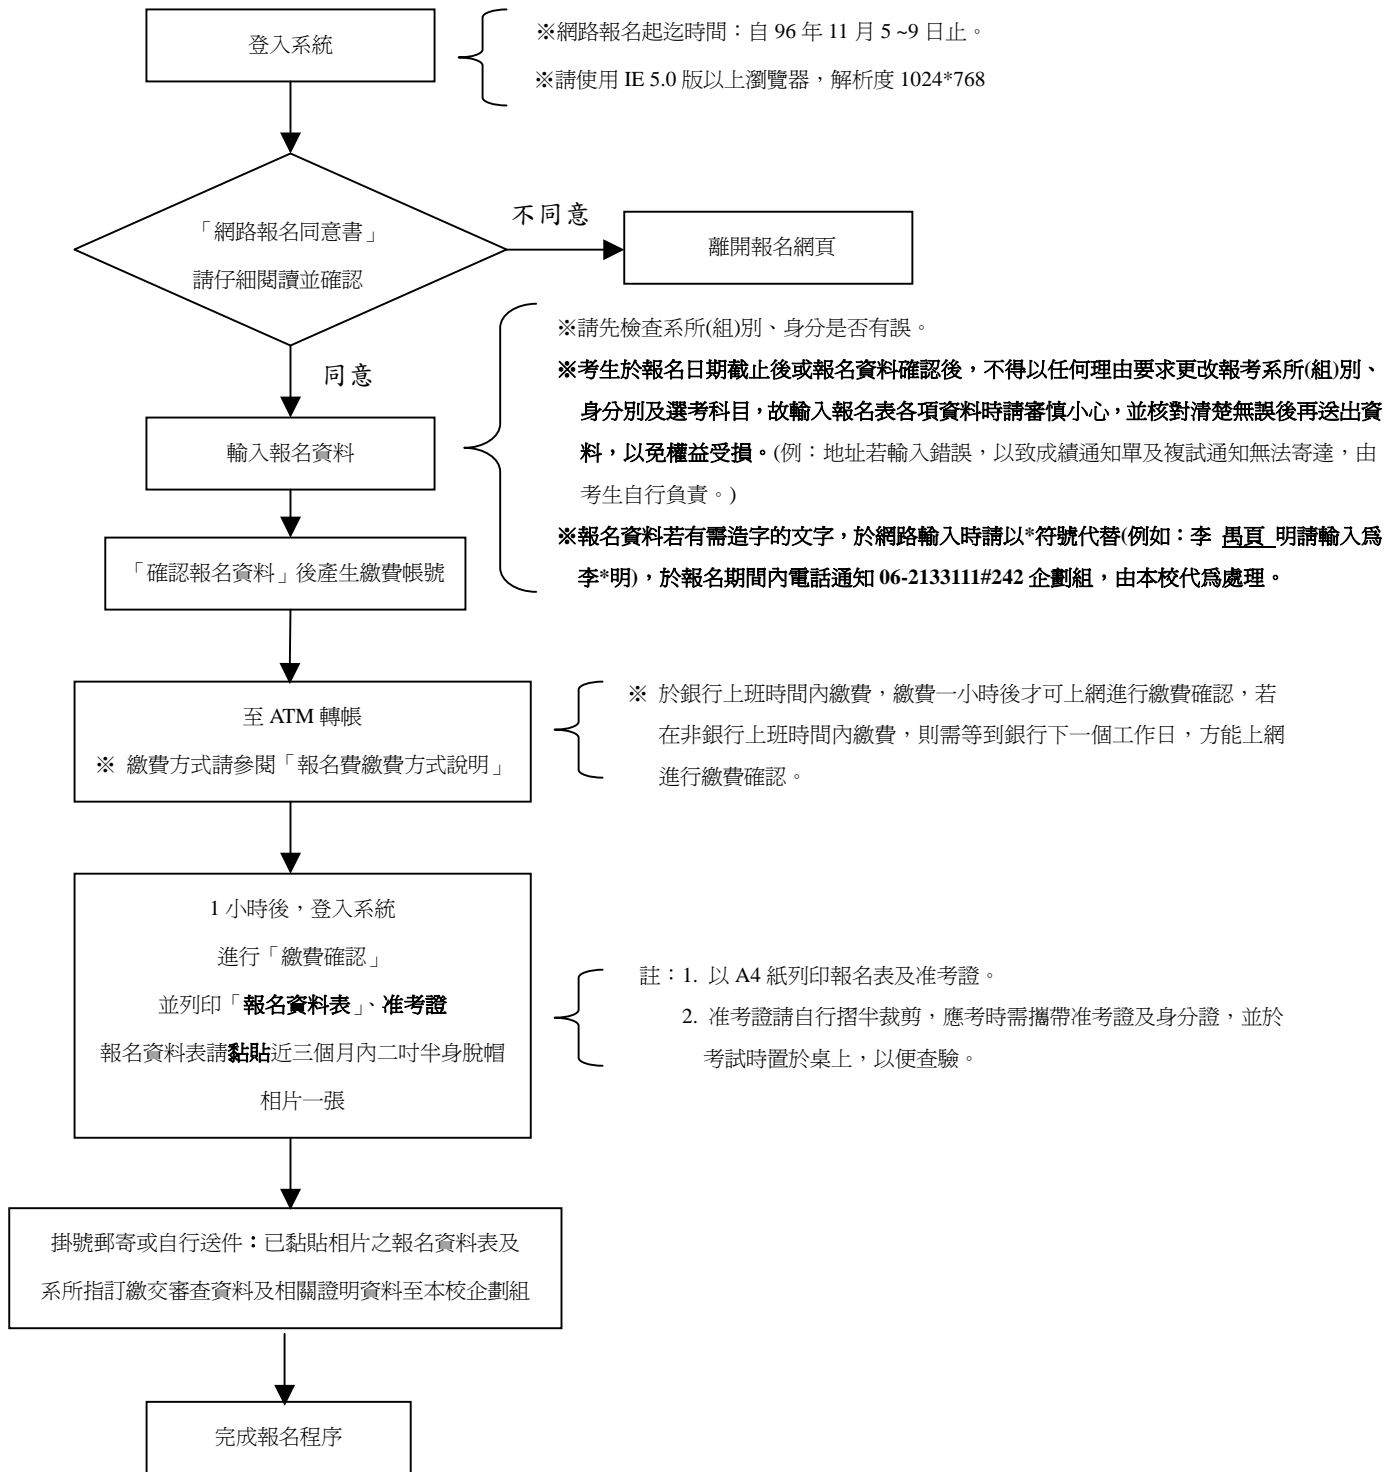 登入系統
※網路報名起迄時間：自 96 年 11 月 5 ~9 日止。
※請使用 IE 5.0 版以上瀏覽器，解析度 1024*768
「網路報名同意書」
請仔細閱讀並確認
不同意
離開報名網頁
同意
輸入報名資料
※請先檢查系所(組)別、身分是否有誤。
※考生於報名日期截止後或報名資料確認後，不得以任何理由要求更改報考系所(組)別、
身分別及選考科目，故輸入報名表各項資料時請審慎小心，並核對清楚無誤後再送出資
料，以免權益受損。(例：地址若輸入錯誤，以致成績通知單及複試通知無法寄達，由
考生自行負責。)
※報名資料若有需造字的文字，於網路輸入時請以*符號代替(例如：李 禺頁 明請輸入為
李*明)，於報名期間內電話通知 06-2133111#242 企劃組，由本校代為處理。
「確認報名資料」後產生繳費帳號
至 ATM 轉帳
※ 繳費方式請參閱「報名費繳費方式說明」
※ 於銀行上班時間內繳費，繳費一小時後才可上網進行繳費確認，若
在非銀行上班時間內繳費，則需等到銀行下一個工作日，方能上網
進行繳費確認。
1 小時後，登入系統
進行「繳費確認」
並列印「報名資料表」、准考證
報名資料表請黏貼近三個月內二吋半身脫帽
相片一張
註：1. 以 A4 紙列印報名表及准考證。
2. 准考證請自行摺半裁剪，應考時需攜帶准考證及身分證，並於
考試時置於桌上，以便查驗。
掛號郵寄或自行送件：已黏貼相片之報名資料表及
系所指訂繳交審查資料及相關證明資料至本校企劃組
完成報名程序